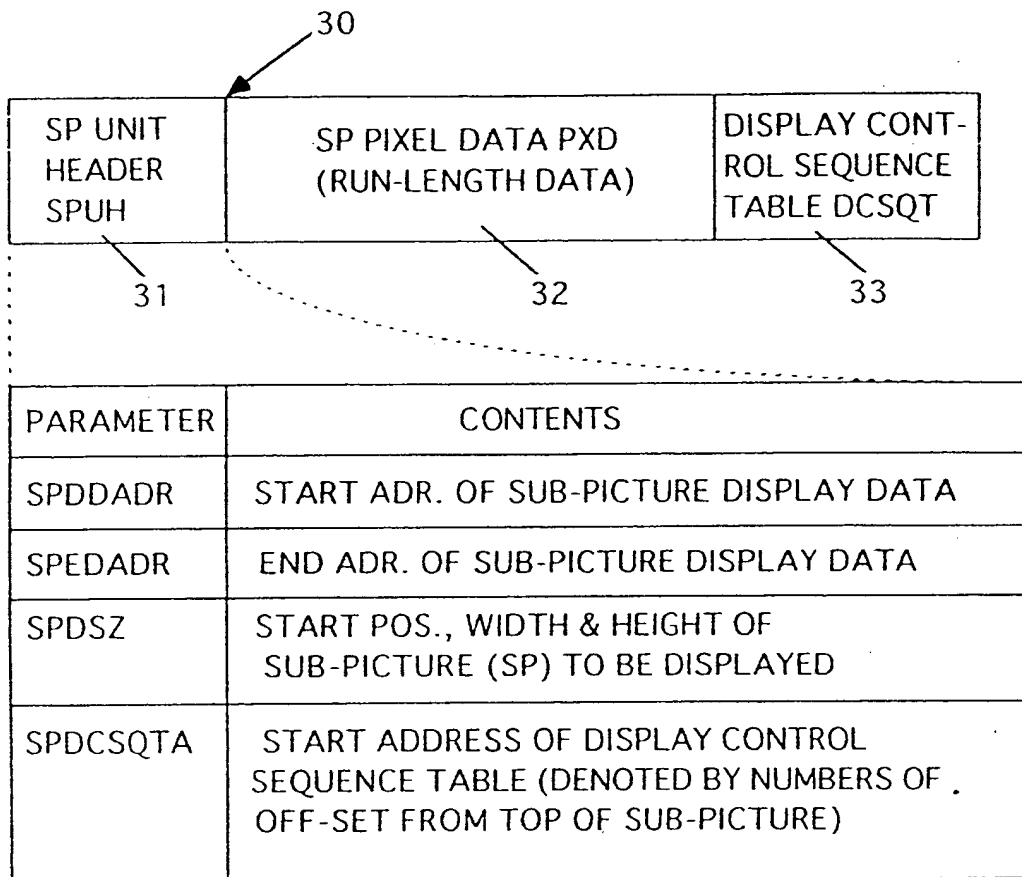 30
SP UNIT
HEADER
SPUH
SP PIXEL DATA PXD
(RUN-LENGTH DATA)
DISPLAY CONT-
ROL SEQUENCE
TABLE DCSQT
31
32
33
PARAMETER
CONTENTS
SPDDADR
START ADR. OF SUB-PICTURE DISPLAY DATA
SPEDADR
END ADR. OF SUB-PICTURE DISPLAY DATA
SPDSZ
START POS., WIDTH & HEIGHT OF
SUB-PICTURE (SP) TO BE DISPLAYED
SPDCSQTA
START ADDRESS OF DISPLAY CONTROL
SEQUENCE TABLE (DENOTED BY NUMBERS OF
OFF-SET FROM TOP OF SUB-PICTURE)